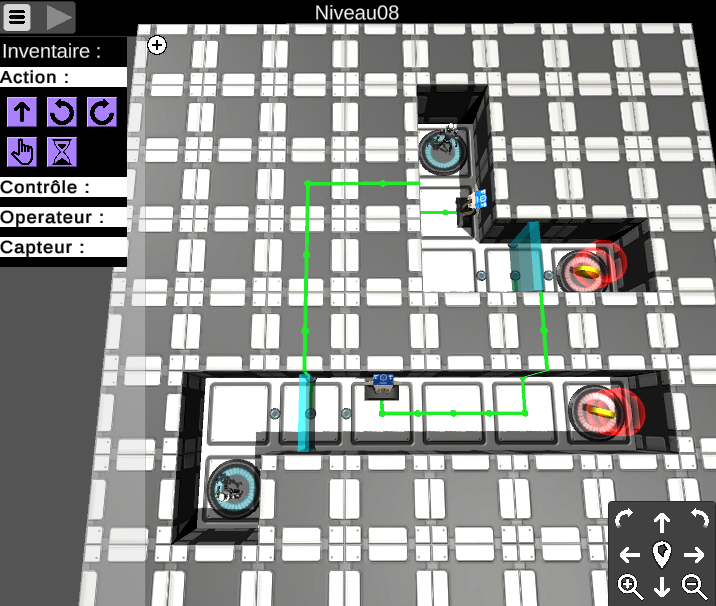 Niveau08
Inventaire :
Action :
Contrôle :
Operateur :
Capteur :